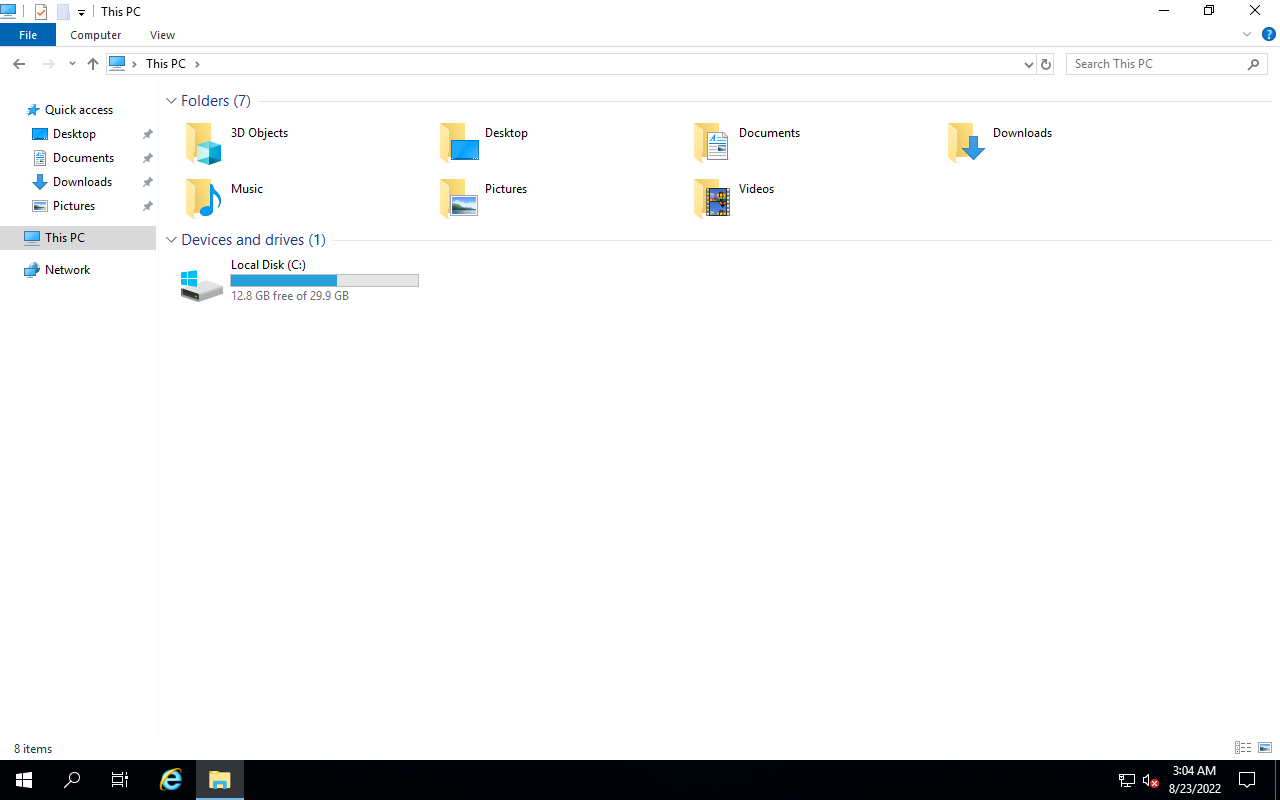 This PC
File
Computer
View
This PC
Search This PC
Quick access
Desktop
Documents
Downloads
Pictures
This PC
Network
Folders (7)
3D Objects
Desktop
Documents
Downloads
Music
Pictures
Videos
Devices and drives (1)
Local Disk (C:)
12.8 GB free of 29.9 GB
8 items
3:04 AM
8/23/2022